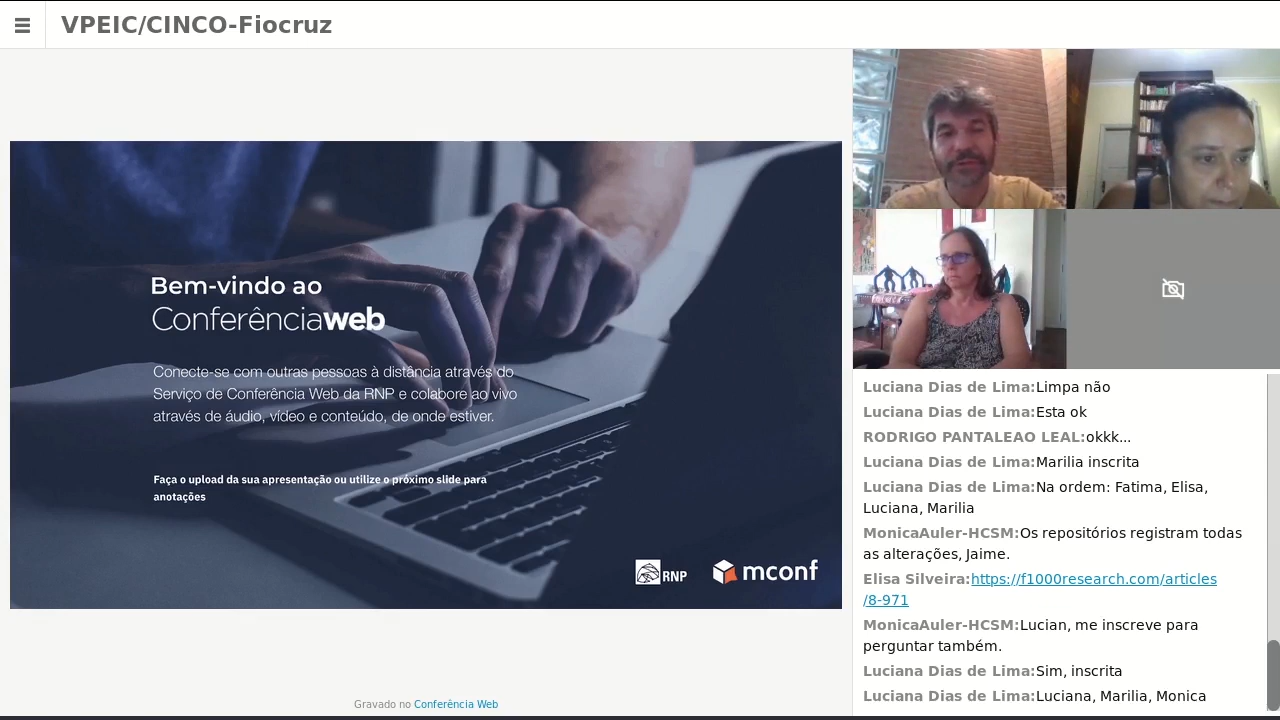 VPEIC/CINCO-Fiocruz
Bem-vindo ao
Conferênciaweb
Conecte-se com outras pessoas à distância através do
Serviço de Conferência Web da RNP e colabore ao vivo
através de áudio, vídeo e conteúdo, de onde estiver.
Faça o upload da sua apresentação ou utilize o próximo slide para
anotações
RNP
mconf
Gravado no Conferência Web
Luciana Dias de Lima:Limpa não
Luciana Dias de Lima:Esta ok
RODRIGO PANTALEAO LEAL:okkk...
Luciana Dias de Lima:Marilia inscrita
Luciana Dias de Lima:Na ordem: Fatima, Elisa,
Luciana, Marilia
MonicaAuler-HCSM:Os repositórios registram todas
as alterações, Jaime.
Elisa Silveira:https://f1000research.com/articles
/8-971
MonicaAuler-HCSM:Lucian, me inscreve para
perguntar também.
Luciana Dias de Lima:Sim, inscrita
Luciana Dias de Lima:Luciana, Marilia, Monica